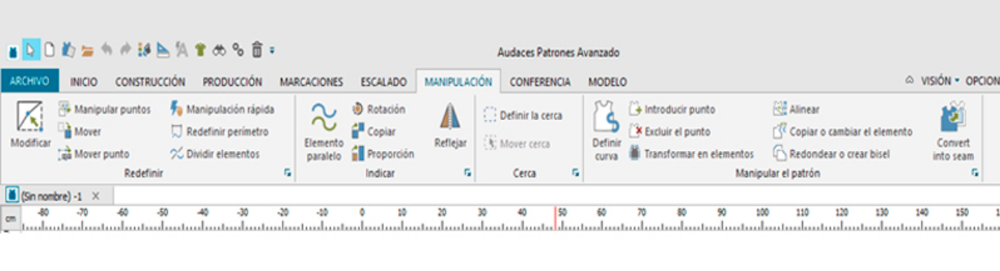 Audaces Patrones Avanzado
ARCHIVO INICIO CONSTRUCCIÓN PRODUCCIÓN MARCACIONES ESCALADO MANIPULACIÓN CONFERENCIA MODELO VISIÓN OPCION
Manipular puntos Manipulación rápida Rotación Definir la cerca Introducir punto Alinear
Mover Redefinir perímetro Copiar Excluir el punto Copiar o cambiar el elemento
Modificar Elemento Reflejar Mover cerca Definir Convert
Mover punto Dividir elementos paralelo Proporción curva Transformar en elementos Redondear o crear bisel into seam
Redefinir Indicar Cerca Manipular el patrón
(Sin nombre) -1 X
cm -80 -70 -60 -50 -40 -30 -20 -10 0 10 20 30 40 50 60 70 80 90 100 110 120 130 140 150